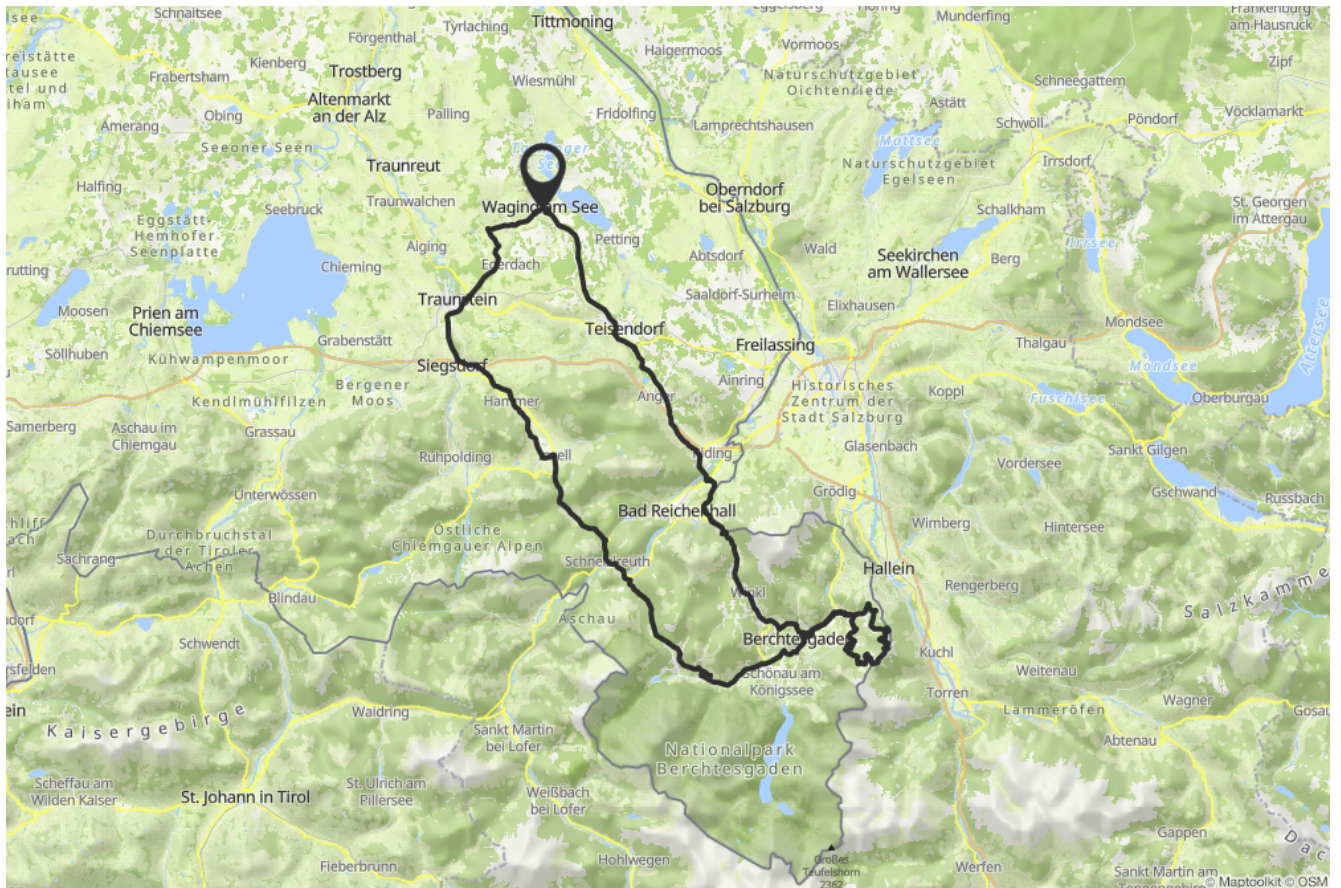 Schnaitsee
Tittmoning
Tyrlaching
Förgenthal
Munderfing
am Hausruck
Haigermoos
Vormoos
Kienberg
Trostberg
Frabertsham
Wiesmühl
Naturschutzgebiet
Oichtenriede
Schneegattern
Zipf
Altenmarkt
an der Alz
Obing
Palling
Fridolfing
Astätt
Vöcklamarkt
Amerang
Lamprechtshausen
Schwöll
Pöndorf
Seeoner Seen
Mattsee
Traunreut
Naturschutzgebiet
Egelseen
Irrsdorf
Halfing
Oberndorf
bei Salzburg
Traunwalchen
Seebruck
Waging am See
Schalkham
St. Georgen
im Attergau
Eggstätt-
Hemhofer-
Seenplatte
Petting
Aiging
Abtsdorf
Wald
Seekirchen
am Wallersee
Berg
Irrsee
Chieming
Egerdach
Saaldorf-Surheim
Elixhausen
Moosen
Prien am
Chiemsee
Traunstein
Teisendorf
Mondsee
Attersee
Söllhuben
Grabenstätt
Freilassing
Thalgau
Kühwampenmoor
Siegsdorf
Mondsee
Bergener
Moos
Ainring
Historisches
Zentrum der
Stadt Salzburg
Koppl
Fuschlsee
Oberburgau
Kendlmühlfilzen
Hammer
Anger
Samerberg
Aschau im
Chiemgau
Grassau
Glasenbach
Sankt Gilgen
Ruhpolding
Piding
Vordersee
Unterwössen
Grödig
Gschwand
Russbach
Bad Reichenhall
Wimberg
Hintersee
Durchbruchstal
der Tiroler
Achen
Östliche
Chiemgauer Alpen
Sachrang
Schneizlreuth
Hallein
Rengerberg
Blindau
Winkl
Salzkamme
Aschau
Schwendt
Berchtesgaden
Kuchl
Schönau am
Königssee
Weitenau
Torren
Wagner
Lammeröfen
Gosau
Kaisergebirge
Waidring
Sankt Martin
bei Lofer
Abtenau
Nationalpark
Berchtesgaden
Scheffau am
Wilden Kaiser
St. Johann in Tirol
St. Ulrich am
Pillersee
Weißbach
bei Lofer
Gappen
Hohlwegen
Großes
Teufelshorn
2362
Fieberbrunn
Werfen
Sankt Martin am
© Maptoolkit © OSM